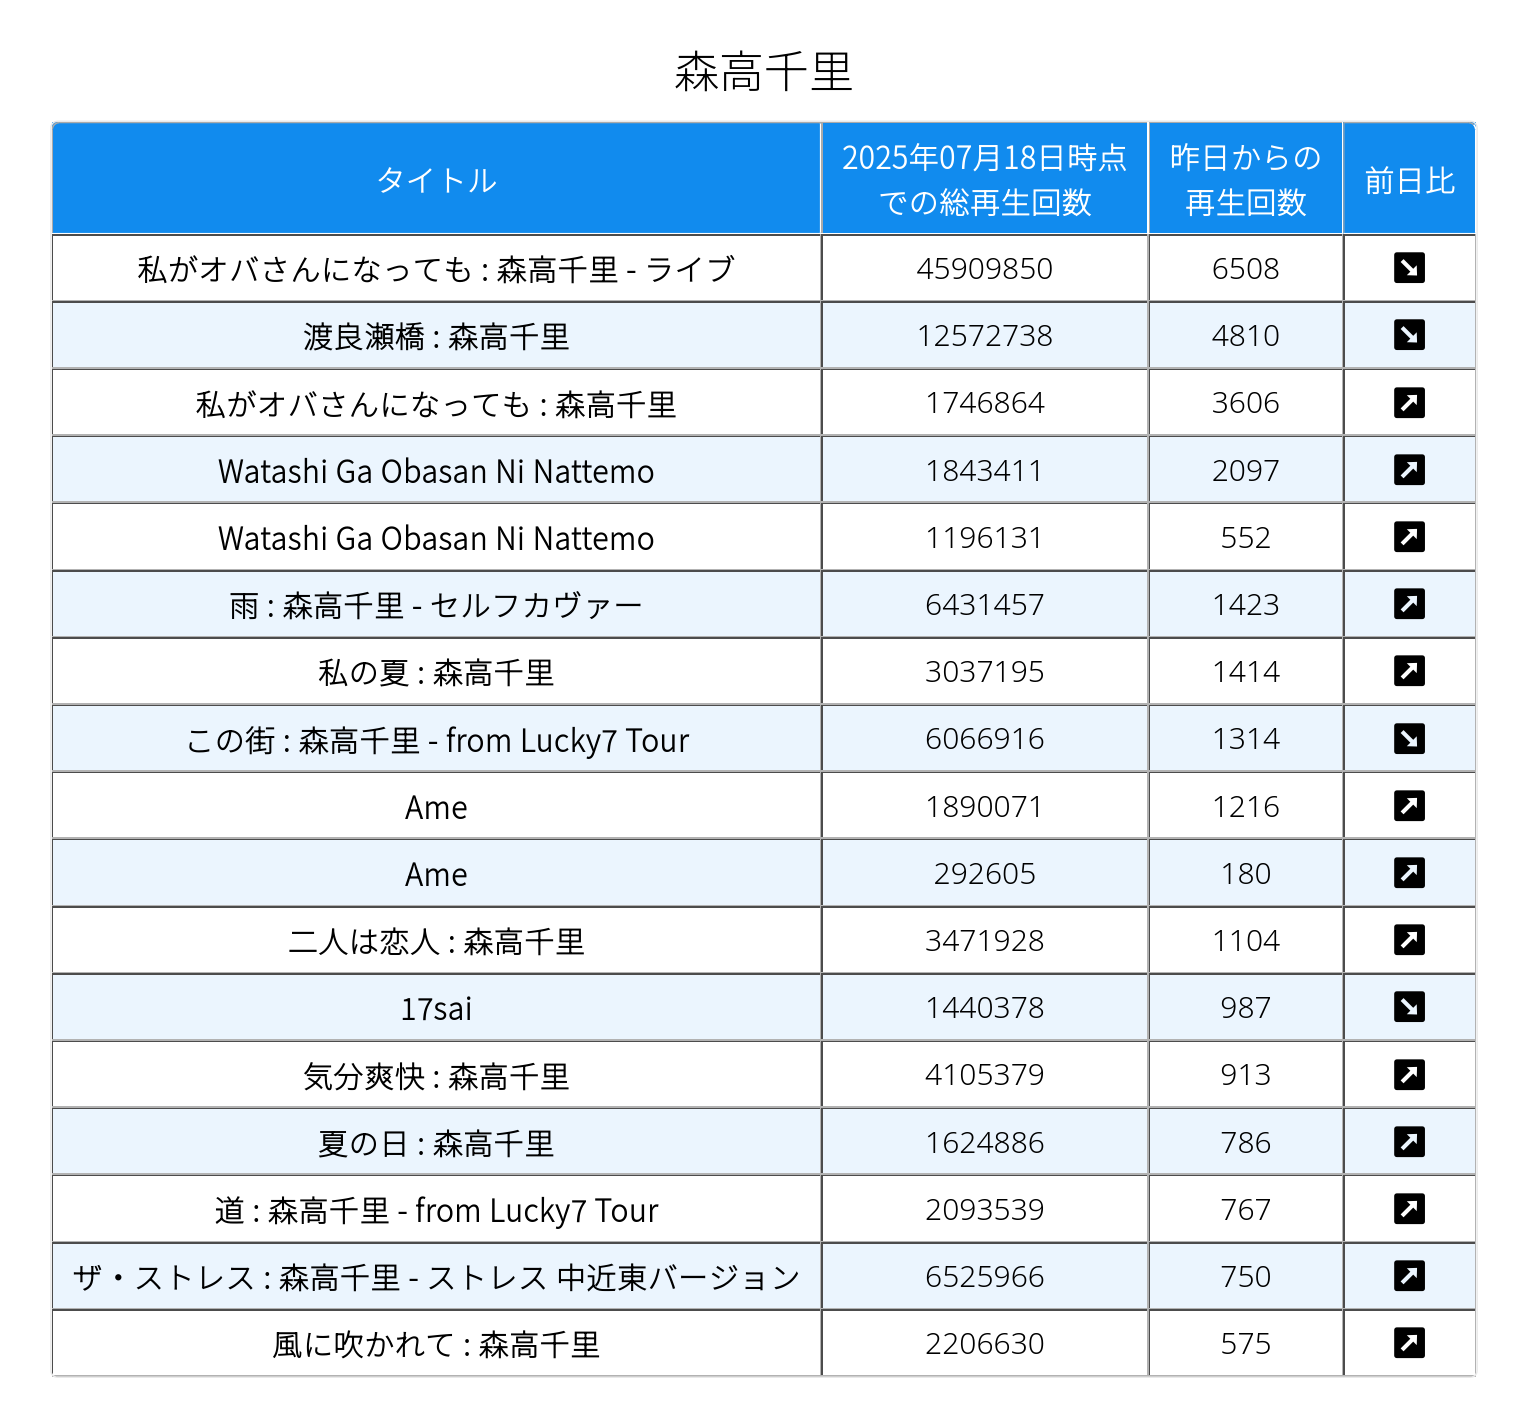 森高千里
タイトル 2025年07月18日時点での総再生回数 昨日からの再生回数 前日比
私がオバさんになっても : 森高千里 - ライブ 45909850 6508 ↘
渡良瀬橋 : 森高千里 12572738 4810 ↘
私がオバさんになっても : 森高千里 1746864 3606 ↗
Watashi Ga Obasan Ni Nattemo 1843411 2097 ↗
Watashi Ga Obasan Ni Nattemo 1196131 552 ↗
雨 : 森高千里 - セルフカヴァー 6431457 1423 ↗
私の夏 : 森高千里 3037195 1414 ↗
この街 : 森高千里 - from Lucky7 Tour 6066916 1314 ↘
Ame 1890071 1216 ↗
Ame 292605 180 ↗
二人は恋人 : 森高千里 3471928 1104 ↗
17sai 1440378 987 ↘
気分爽快 : 森高千里 4105379 913 ↗
夏の日 : 森高千里 1624886 786 ↗
道 : 森高千里 - from Lucky7 Tour 2093539 767 ↗
ザ・ストレス : 森高千里 - ストレス 中近東バージョン 6525966 750 ↗
風に吹かれて : 森高千里 2206630 575 ↗